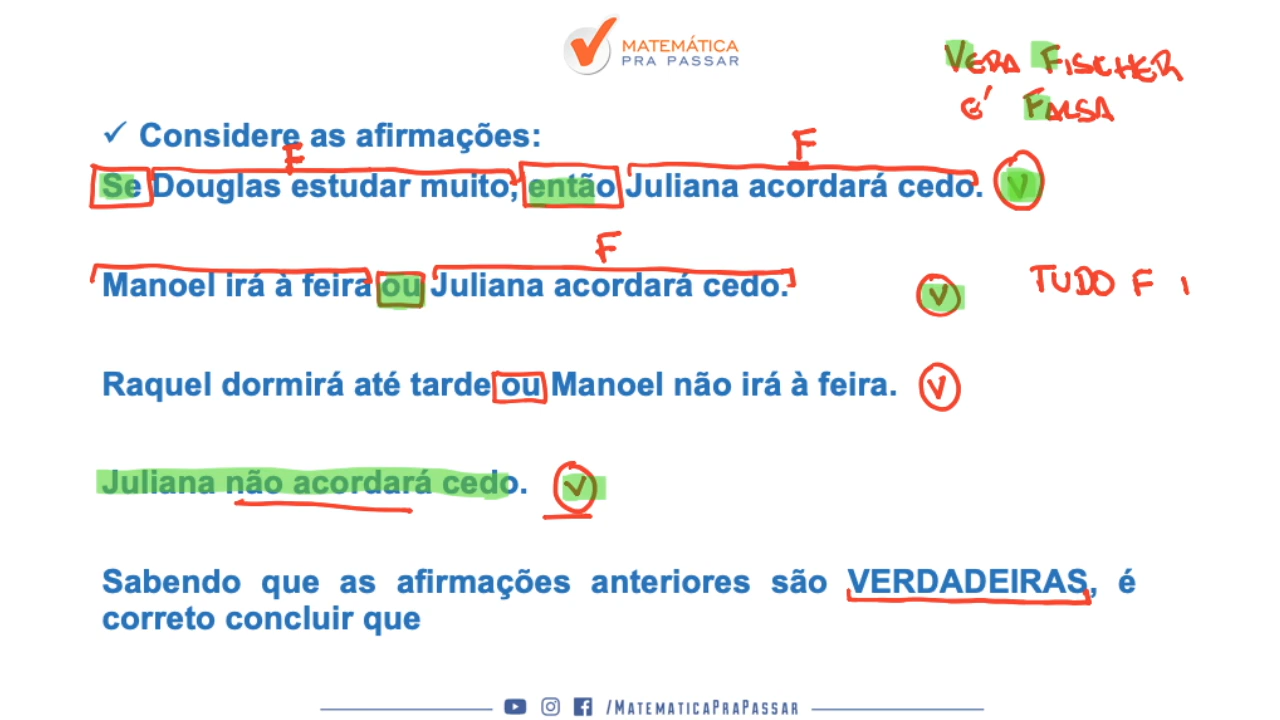 MATEMÁTICA
PRA PASSAR
VERA FISCHER
É FALSA
✓ Considere as afirmações:
F F
Se Douglas estudar muito, então Juliana acordará cedo. V
F
Manoel irá à feira ou Juliana acordará cedo. V TUDO F
Raquel dormirá até tarde ou Manoel não irá à feira. V
Juliana não acordará cedo. V
Sabendo que as afirmações anteriores são VERDADEIRAS, é
correto concluir que
/MATEMATICAPRAPASSAR